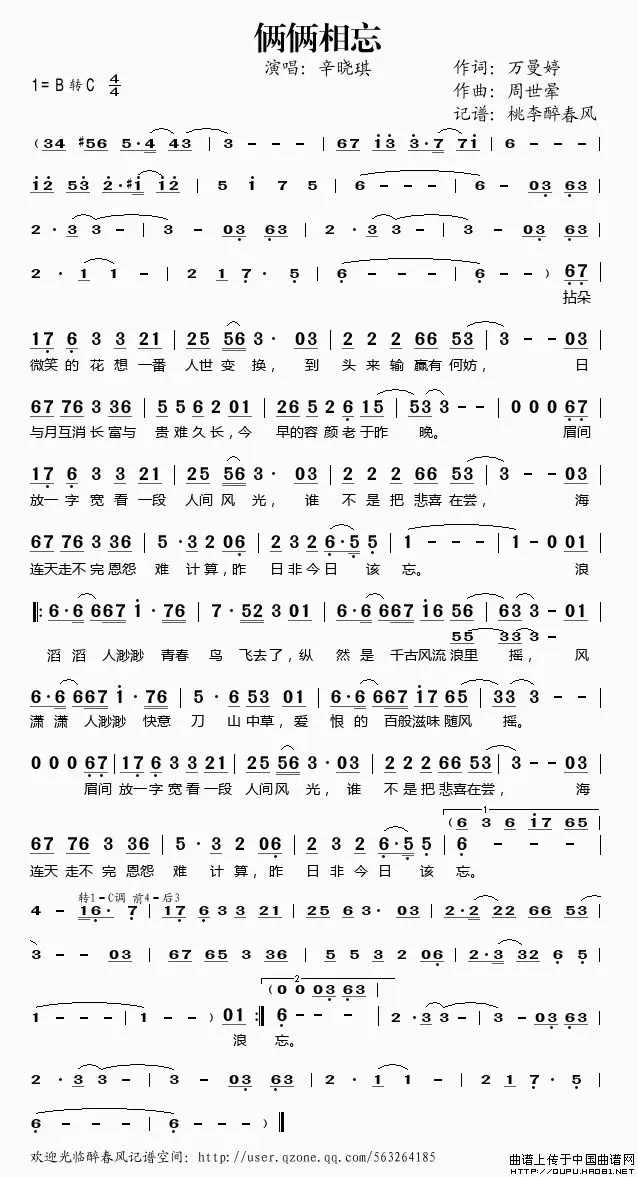 俩俩相忘
演唱：辛晓琪
作词：万曼婷
1=B转C 4/4
作曲：周世晕
记谱：桃李醉春风
(34 #56 5·4 43 | 3 - - - | 67 i3 3·7 7i | 6 - - - |
i2 53 2·#i i2 | 5 i 7 5 | 6 - - - | 6 - 03 63 |
2·3 3 - | 3 - 03 63 | 2·3 3 - | 3 - 03 63 |
2·1 1 - | 2 1 7·5 | 6 - - - | 6 - - ) 67 |
拈朵
17 6 3 3 21 | 25 56 3· 03 | 2 2 2 66 53 | 3 - - 03 |
微笑的花想一番 人世变换，到头来输赢有何妨，日
67 76 3 36 | 5 5 6 2 01 | 2 6 5 2 6 15 | 53 3 - - | 0 0 0 67 |
与月互消长富与 贵难久长，今 早的容颜老于昨 晚。 眉间
17 6 3 3 21 | 25 56 3· 03 | 2 2 2 66 53 | 3 - - 03 |
放一字宽看一段 人间风光，谁不是把悲喜在尝，海
67 76 3 36 | 5·3 2 06 | 2 3 2 6·5 5 | 1 - - - | 1 - 0 01 |
连天走不完恩怨 难计算，昨日非今日该忘。 浪
‖: 6·6 667 i·76 | 7·52 3 01 | 6·6 667 i6 56 | 63 3 - 01 |
55 33 3 -
滔滔人渺渺青春鸟 飞去了，纵然是千古风流浪里摇，风
6·6 667 i·76 | 5·6 53 01 | 6·6 667 i7 65 | 33 3 - - |
潇潇人渺渺快意刀 山中草，爱恨的百般滋味随风摇。
0 0 0 67 | 17 6 3 3 21 | 25 56 3· 03 | 2 2 2 66 53 | 3 - - 03 |
眉间放一字宽看一段 人间风光，谁不是把悲喜在尝，海
1
(6 3 6 i7 65
67 76 3 36 | 5·3 2 06 | 2 3 2 6·5 5 | 6 - - - |
连天走不完恩怨 难计算，昨日非今日该忘。
转1=C调 前4=后3
4 - 16· 7 | 17 6 3 3 21 | 25 6 3· 03 | 2·2 22 66 53 |
3 - - 03 | 67 65 3 36 | 5 5 3 2 06 | 2·3 32 6 5 |
2
(0 0 03 63 |
1 - - - | 1 - - ) 01 :‖ 6 - - - | 2·3 3 - | 3 - 03 63 |
浪 忘。
2·3 3 - | 3 - 03 63 | 2·1 1 - | 2 1 7·5 |
6 - - - | 6 - - - ) ‖
欢迎光临醉春风记谱空间：http://user.qzone.qq.com/563264185
曲谱上传于中国曲谱网
HTTP://QUPU.HAO81.NET